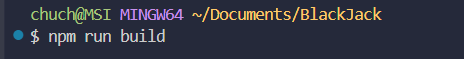 chuch@MSI MINGW64 ~/Documents/BlackJack
$ npm run build